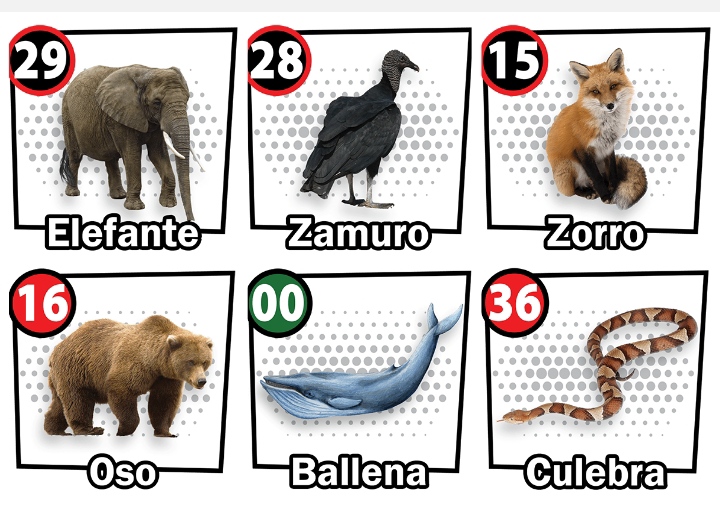 29
Elefante
28
Zamuro
15
Zorro
16
Oso
00
Ballena
36
Culebra